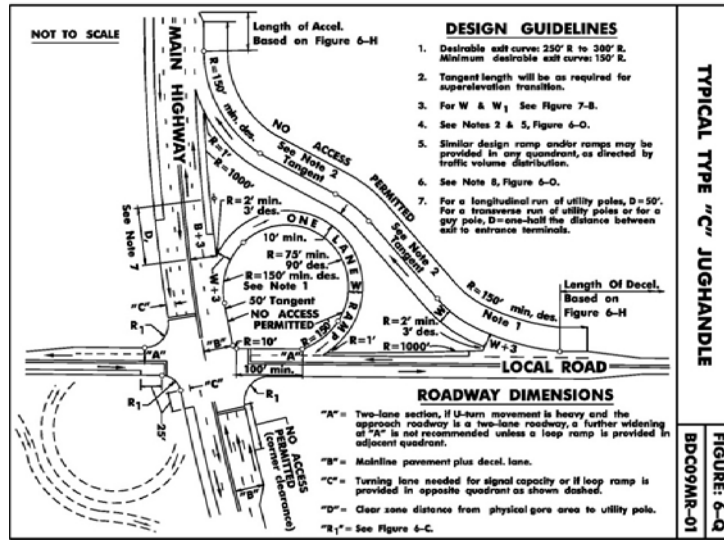 NOT TO SCALE
Length of Accel.
Based on Figure 6–H
DESIGN GUIDELINES
1. Desirable exit curve: 250' R to 300' R.
Minimum desirable exit curve: 150' R.
2. Tangent length will be as required for
superelevation transition.
3. For W & W1 See Figure 7–B.
4. See Notes 2 & 5, Figure 6–O.
5. Similar design ramp and/or ramps may be
provided in any quadrant, as directed by
traffic volume distribution.
6. See Note 8, Figure 6–O.
7. For a longitudinal run of utility poles, D=50'.
For a transverse run of utility poles or for a
guy pole, D=one–half the distance between
exit to entrance terminals.
MAIN HIGHWAY
R=150' min. des.
NO ACCESS PERMITTED
See Note 2
Tangent
R=1'
R=1000'
See Note 7
D,
B+3
R=2' min.
3' des.
ONE LANE RAMP
10' min.
R=75' min.
90' des.
R=150' min. des.
See Note 1
W+3
50' Tangent
NO ACCESS
PERMITTED
W
R=150'
See Note 2
Tangent
W
R=150' min. des.
Note 1
Length Of Decel.
Based on
Figure 6–H
R=2' min.
3' des.
R=1000'
W+3
R=1'
"C"
R1
"A"
"B"
R=10'
"A"
100' min.
LOCAL ROAD
"C"
R1
R1
25'
NO ACCESS
PERMITTED
(corner clearance)
"B"
ROADWAY DIMENSIONS
"A"= Two–lane section, if U–turn movement is heavy and the
approach roadway is a two–lane roadway, a further widening
at "A" is not recommended unless a loop ramp is provided in
adjacent quadrant.
"B"= Mainline pavement plus decel. lane.
"C"= Turning lane needed for signal capacity or if loop ramp is
provided in opposite quadrant as shown dashed.
"D"= Clear zone distance from physical gore area to utility pole.
"R1"= See Figure 6–C.
TYPICAL TYPE "C" JUGHANDLE
FIGURE: 6–Q
BDC09MR–01